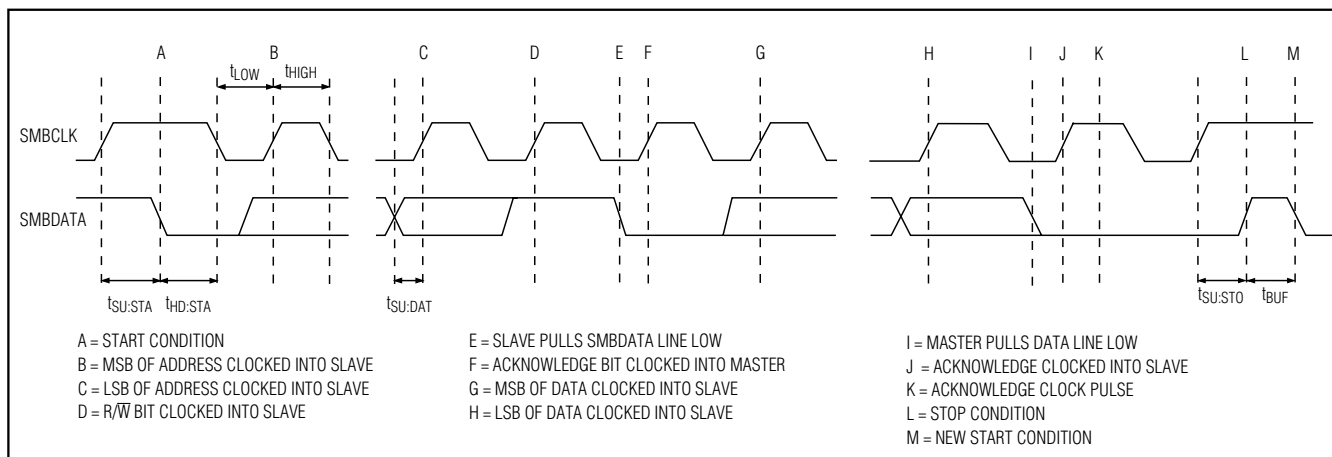 A B C D E F G H I J K L M
tLOW tHIGH
SMBCLK
SMBDATA
tSU:STA tHD:STA tSU:DAT tSU:STO tBUF
A = START CONDITION
B = MSB OF ADDRESS CLOCKED INTO SLAVE
C = LSB OF ADDRESS CLOCKED INTO SLAVE
D = R/W̅ BIT CLOCKED INTO SLAVE
E = SLAVE PULLS SMBDATA LINE LOW
F = ACKNOWLEDGE BIT CLOCKED INTO MASTER
G = MSB OF DATA CLOCKED INTO SLAVE
H = LSB OF DATA CLOCKED INTO SLAVE
I = MASTER PULLS DATA LINE LOW
J = ACKNOWLEDGE CLOCKED INTO SLAVE
K = ACKNOWLEDGE CLOCK PULSE
L = STOP CONDITION
M = NEW START CONDITION